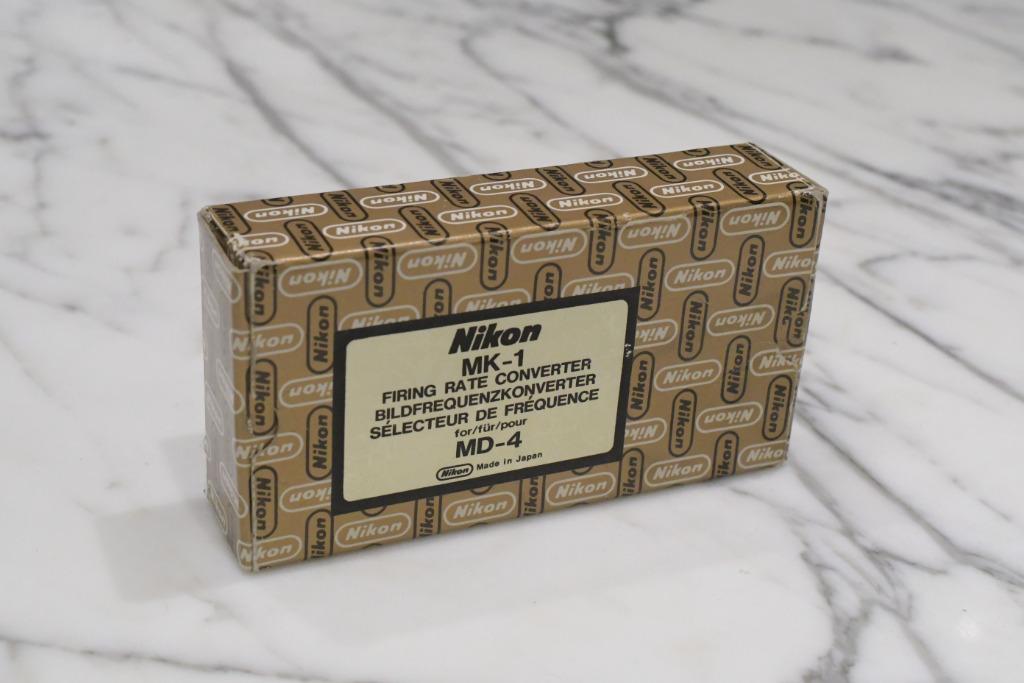 Nikon
MK-1
FIRING RATE CONVERTER
BILDFREQUENZKONVERTER
SÉLECTEUR DE FRÉQUENCE
for/für/pour
MD-4
Nikon Made in Japan